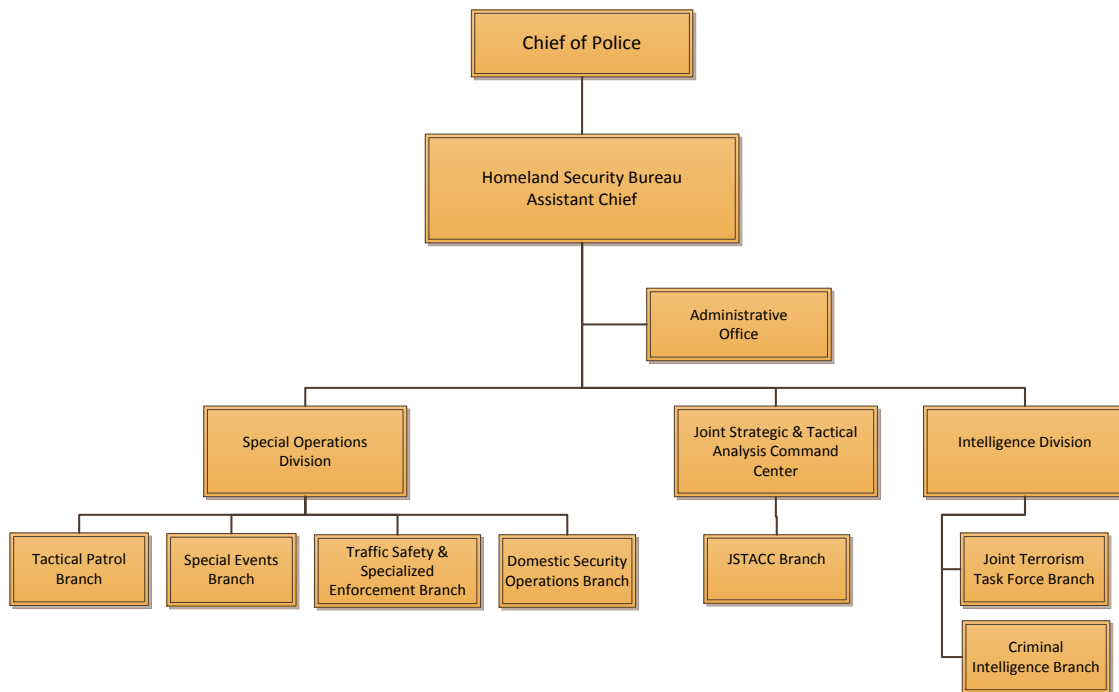 Chief of Police
Homeland Security Bureau
Assistant Chief
Administrative
Office
Special Operations
Division
Joint Strategic & Tactical
Analysis Command
Center
Intelligence Division
Tactical Patrol
Branch
Special Events
Branch
Traffic Safety &
Specialized
Enforcement Branch
Domestic Security
Operations Branch
JSTACC Branch
Joint Terrorism
Task Force Branch
Criminal
Intelligence Branch